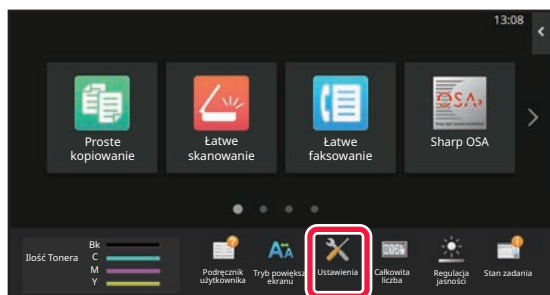 13:08
Proste
kopiowanie
Łatwe
skanowanie
Łatwe
faksowanie
OSA
Sharp OSA
Ilość Tonera
Bk
C
M
Y
Podręcznik
użytkownika
Tryb powiększ
ekranu
Ustawienia
Całkowita
liczba
Regulacja
jasności
Stan zadania